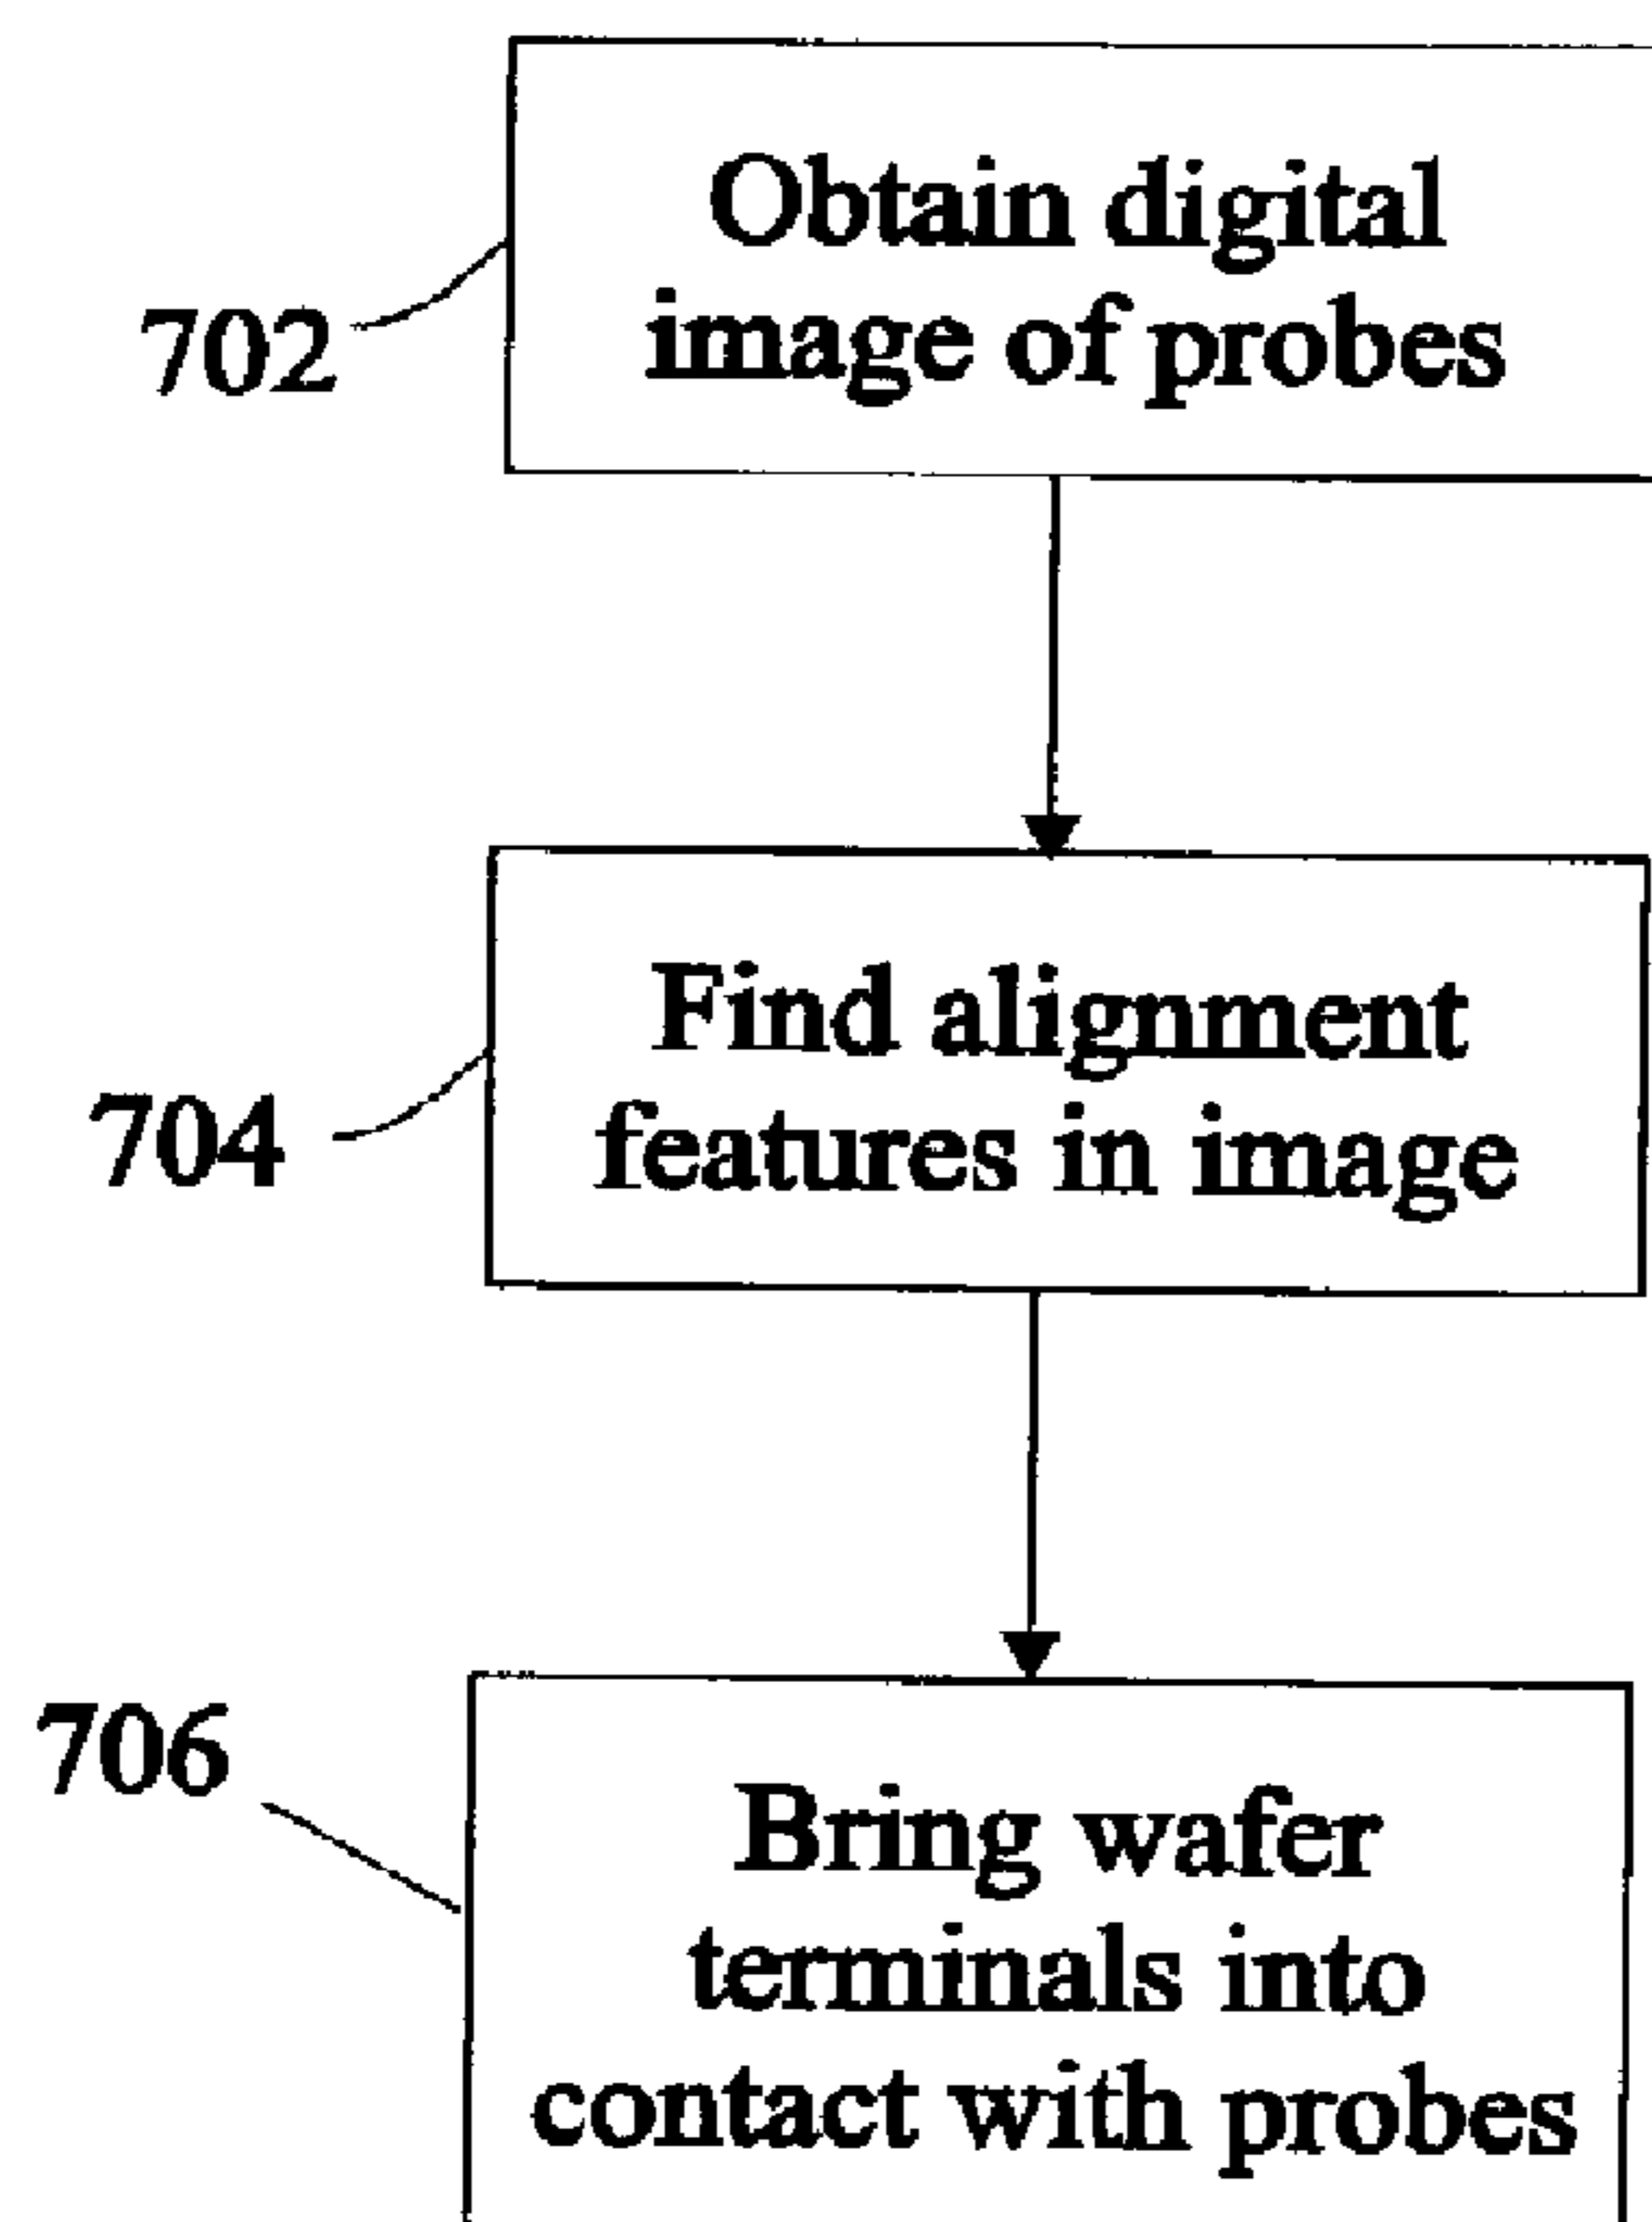 Obtain digital
image of probes
702
Find alignment
features in image
704
706
Bring wafer
terminals into
contact with probes